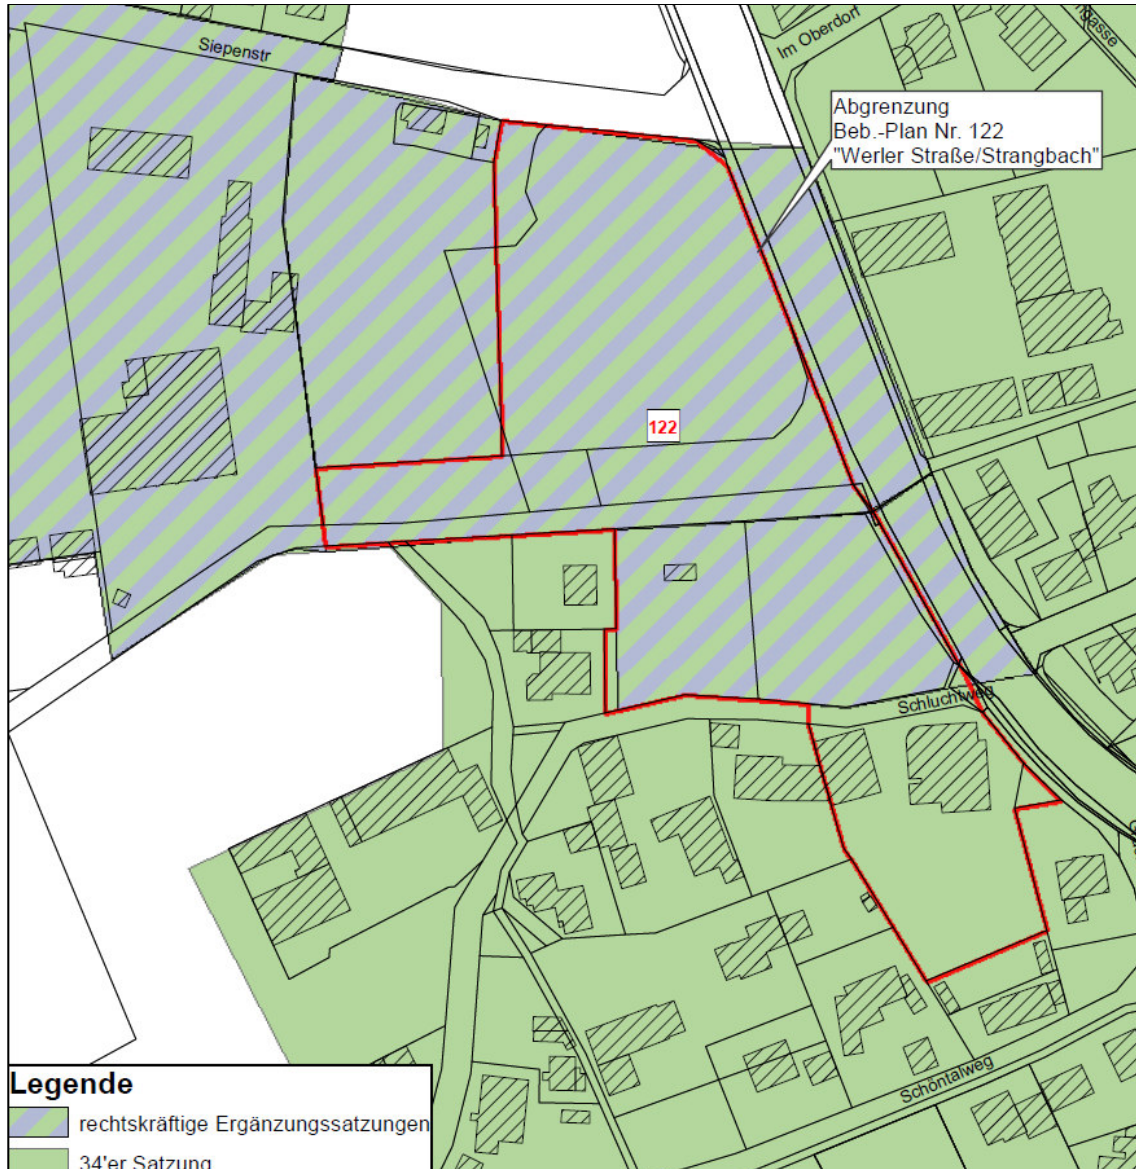 Siepenstr
Im Oberdorf
Abgrenzung
Beb.-Plan Nr. 122
"Werler Straße/Strangbach"
122
Schluchtweg
Schöntalweg
Legende
rechtskräftige Ergänzungssatzungen
34'er Satzung